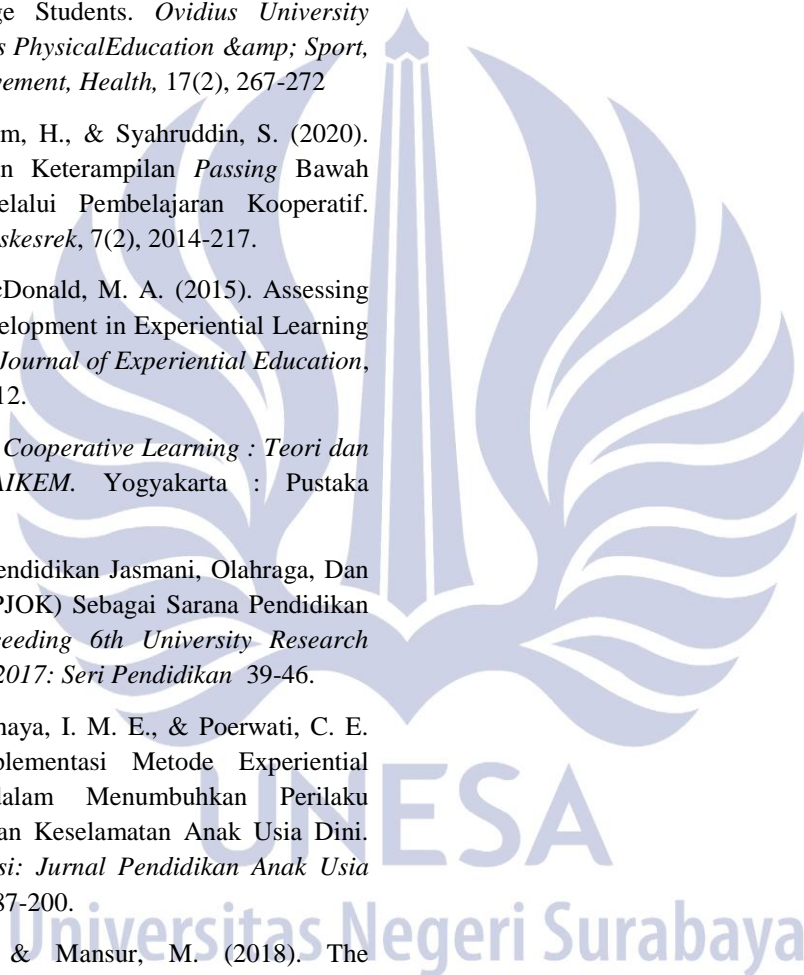 ge Students. Ovidius University
s PhysicalEducation &amp; Sport,
vement, Health, 17(2), 267-272
m, H., & Syahruddin, S. (2020).
n Keterampilan Passing Bawah
elalui Pembelajaran Kooperatif.
skesrek, 7(2), 2014-217.
cDonald, M. A. (2015). Assessing
elopment in Experiential Learning
Journal of Experiential Education,
12.
Cooperative Learning : Teori dan
AIKEM. Yogyakarta : Pustaka
endidikan Jasmani, Olahraga, Dan
PJOK) Sebagai Sarana Pendidikan
ceeding 6th University Research
2017: Seri Pendidikan 39-46.
naya, I. M. E., & Poerwati, C. E.
plementasi Metode Experiential
dalam Menumbuhkan Perilaku
an Keselamatan Anak Usia Dini.
si: Jurnal Pendidikan Anak Usia
87-200.
& Mansur, M. (2018). The
UNESA
Universitas Negeri Surabaya